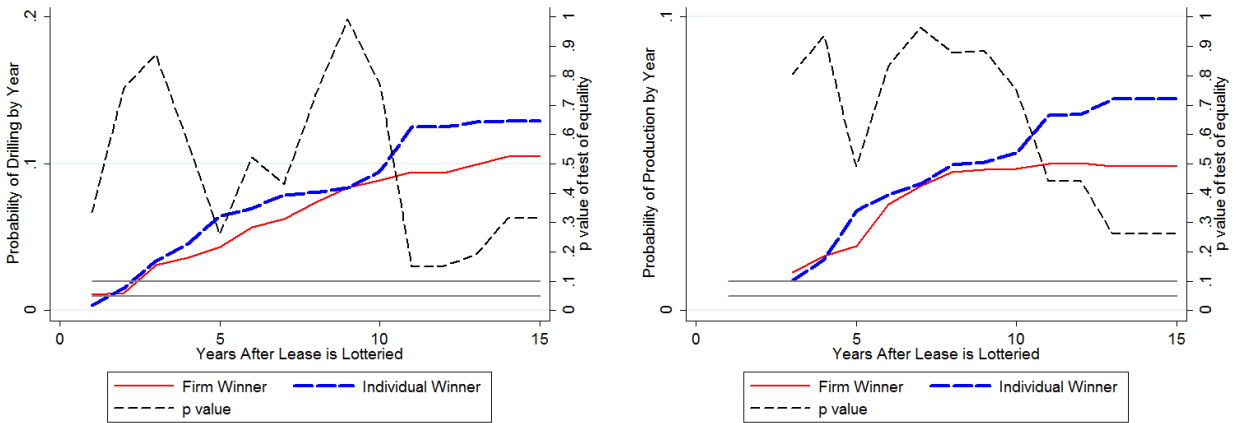 Probability of Drilling by Year
.2
.1
0
1
.9
.8
.7
.6
.5
.4
.3
.2
.1
0
p value of test of equality
0
5
10
15
Years After Lease is Lotteried
Firm Winner
Individual Winner
p value
Probability of Production by Year
.1
0
1
.9
.8
.7
.6
.5
.4
.3
.2
.1
0
p value of test of equality
0
5
10
15
Years After Lease is Lotteried
Firm Winner
Individual Winner
p value